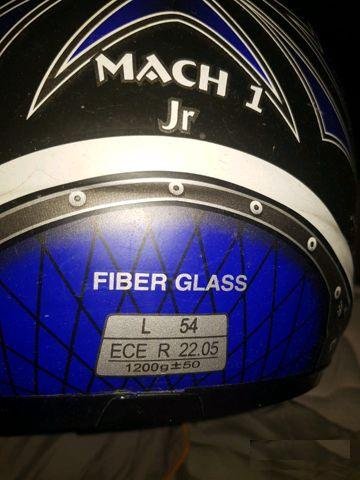 MACH 1
Jr
FIBER GLASS
L 54
ECE R 22.05
1200g±50